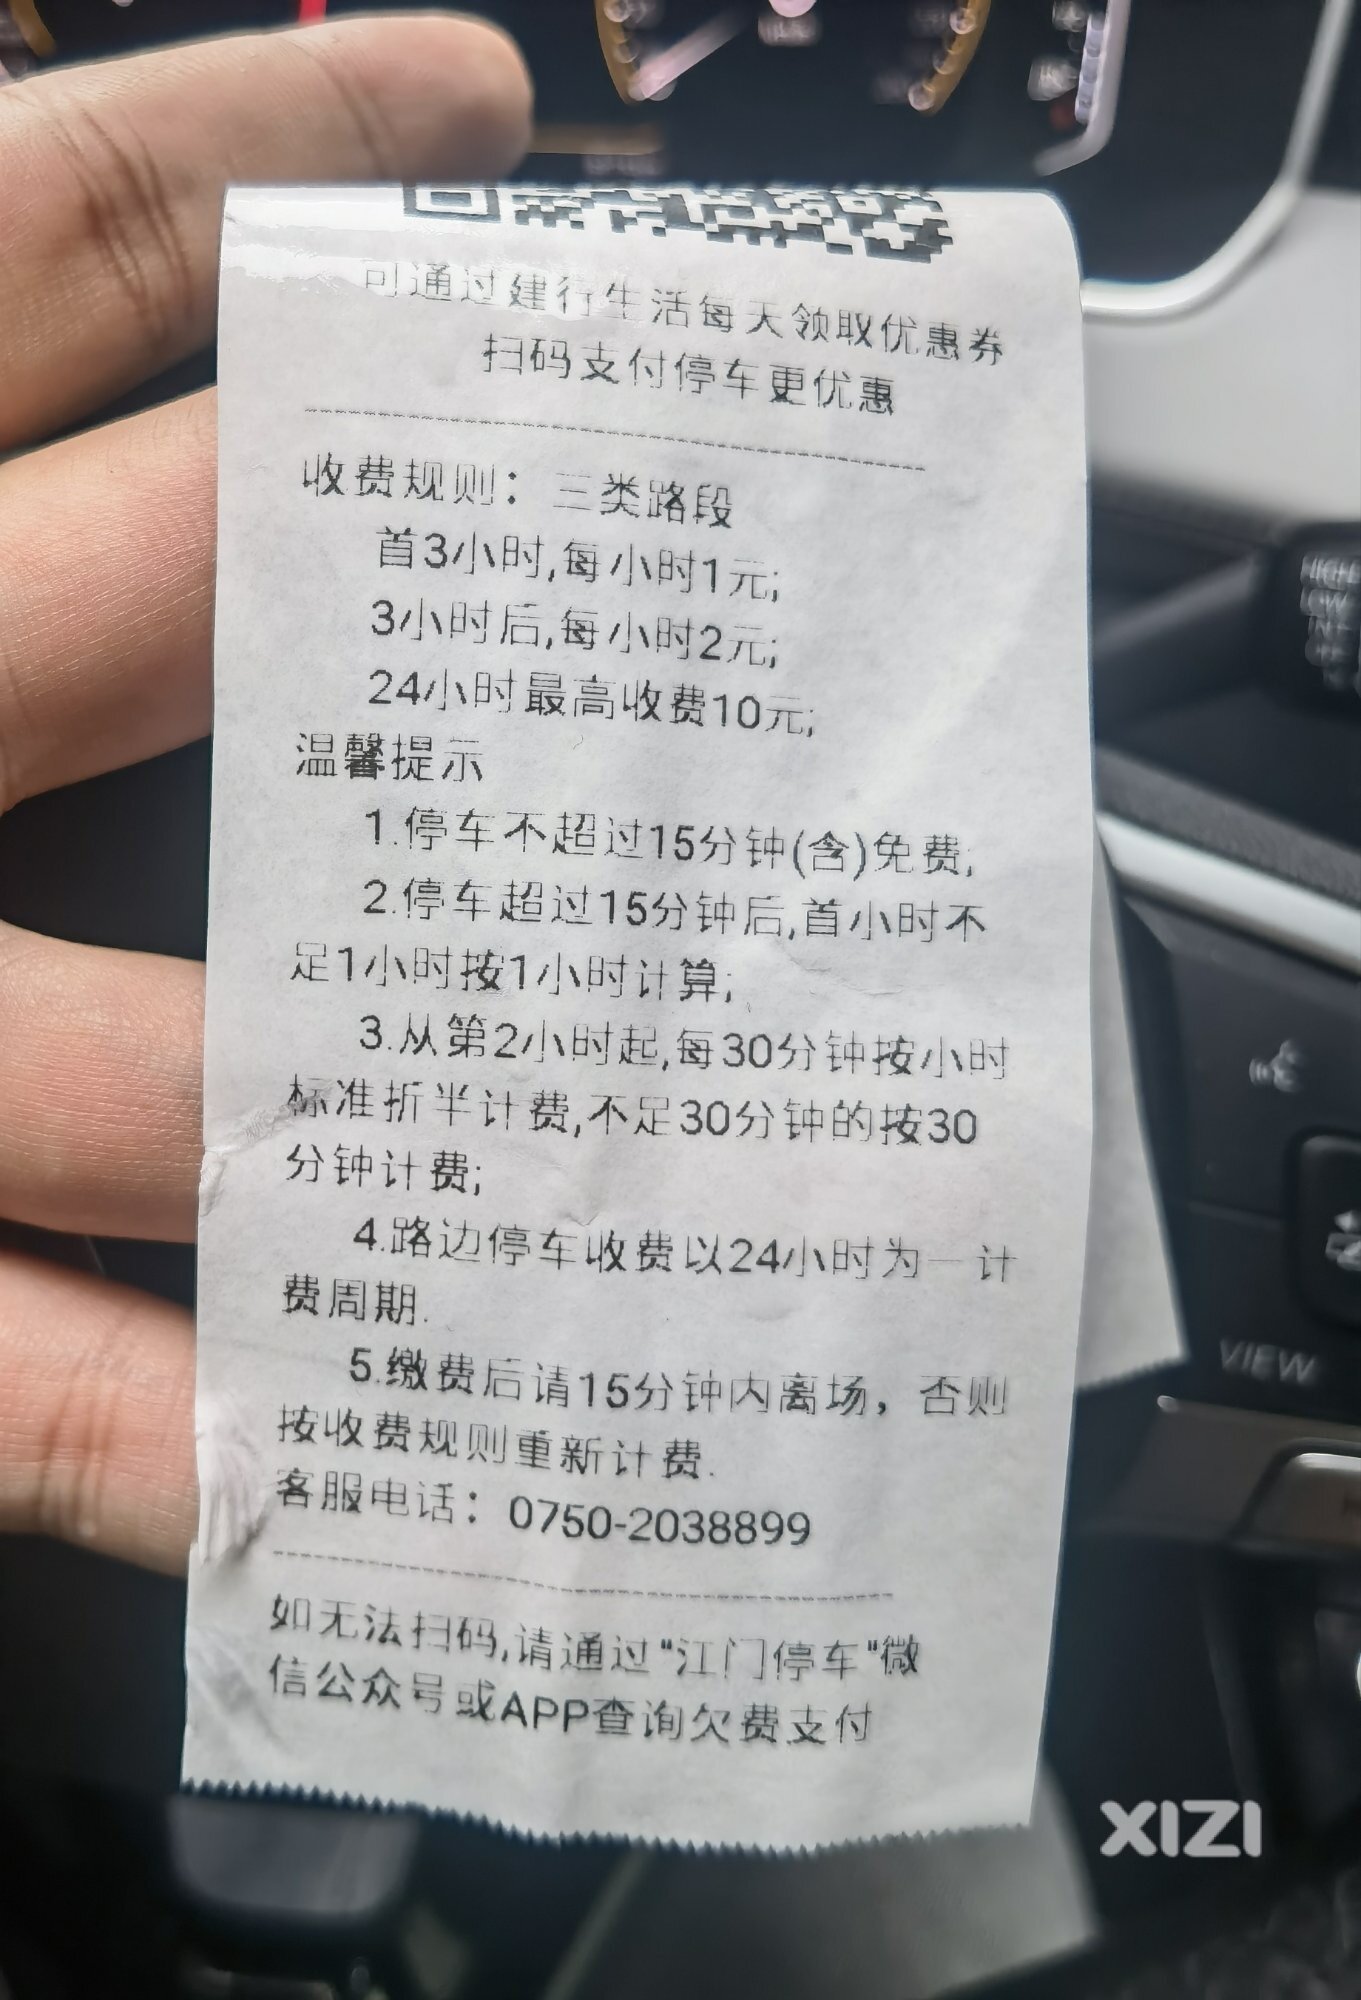 可通过建行生活每天领取优惠券
扫码支付停车更优惠
收费规则：三类路段
首3小时,每小时1元;
3小时后,每小时2元;
24小时最高收费10元;
温馨提示
1.停车不超过15分钟(含)免费;
2.停车超过15分钟后,首小时不
足1小时按1小时计算;
3.从第2小时起,每30分钟按小时
标准折半计费,不足30分钟的按30
分钟计费;
4.路边停车收费以24小时为一计
费周期.
5.缴费后请15分钟内离场，否则
按收费规则重新计费.
客服电话：0750-2038899
如无法扫码,请通过"江门停车"微
信公众号或APP查询欠费支付
VIEW
XIZI